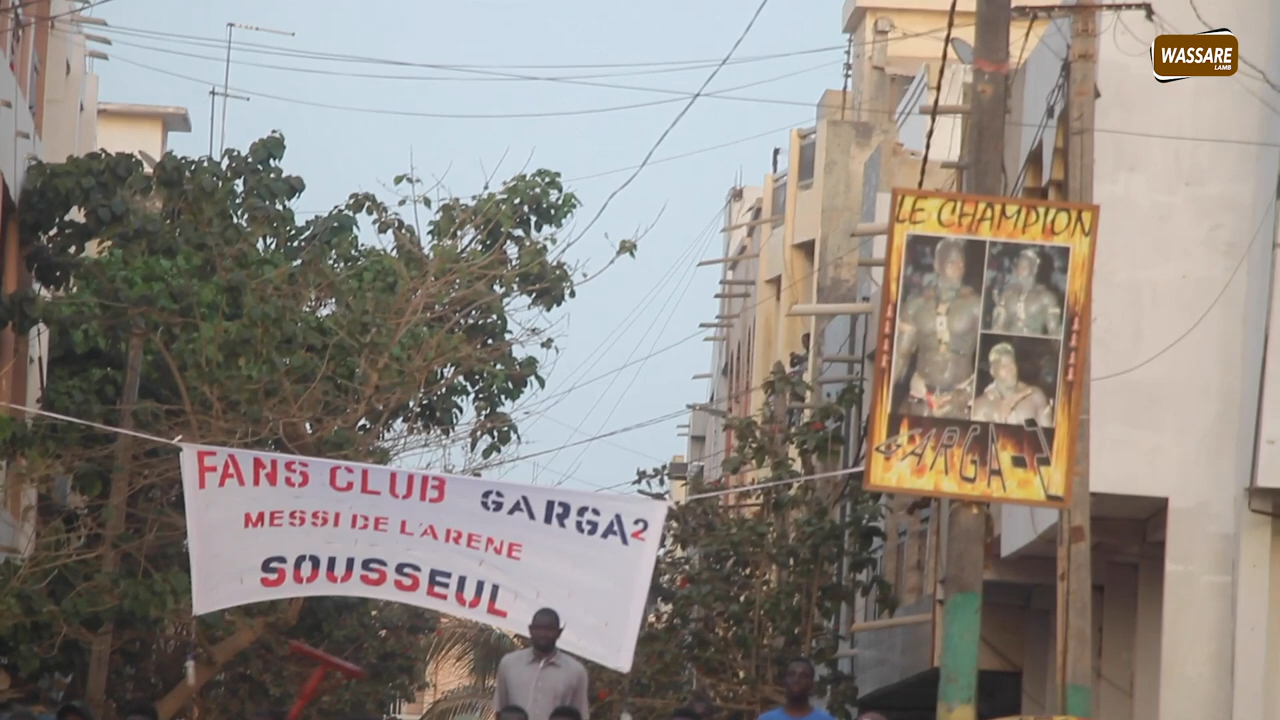 WASSARE
LAMB
LE CHAMPION
GARGA-2
FANS CLUB GARGA2
MESSI DE L'ARENE
SOUSSEUL